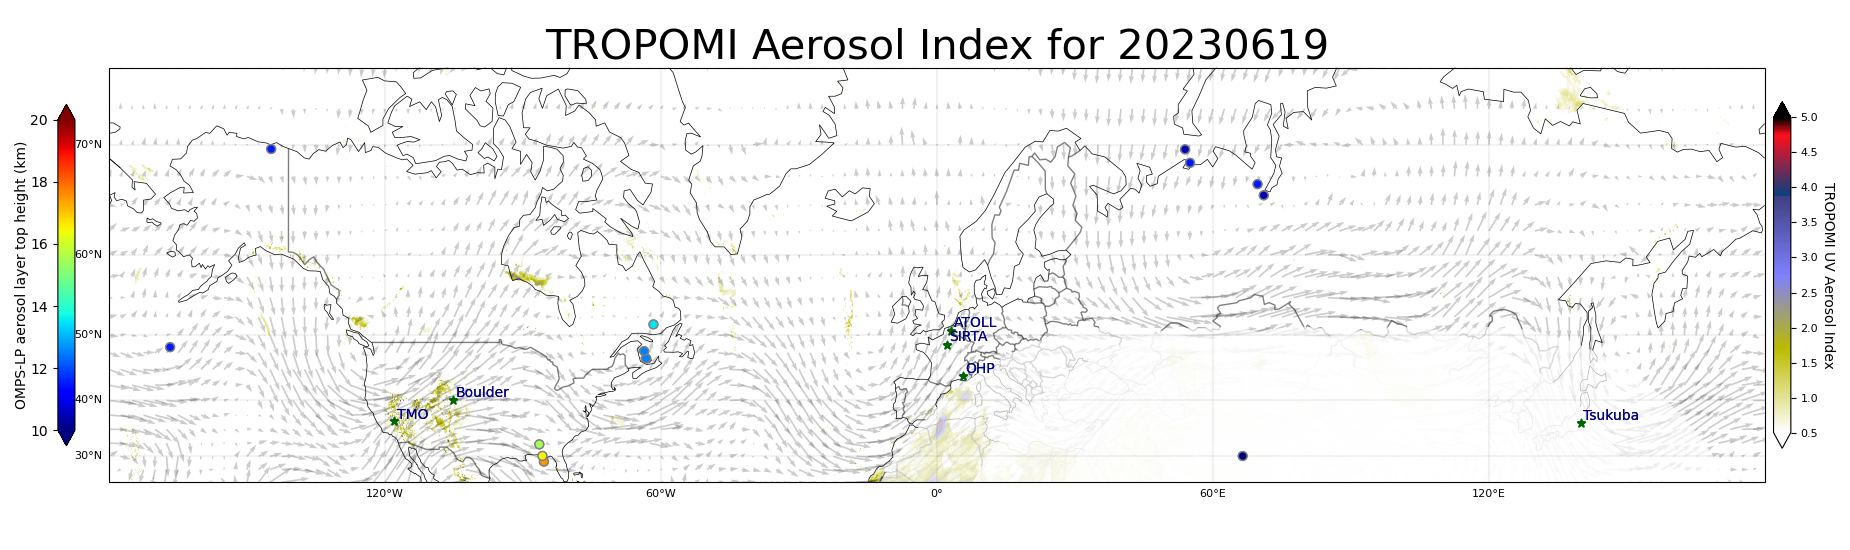 TROPOMI Aerosol Index for 20230619
OMPS-LP aerosol layer top height (km)
20
18
16
14
12
10
70°N
60°N
50°N
40°N
30°N
120°W
60°W
0°
60°E
120°E
ATOLL
SIRTA
OHP
Boulder
TMO
Tsukuba
5.0
4.5
4.0
3.5
3.0
2.5
2.0
1.5
1.0
0.5
TROPOMI UV Aerosol Index